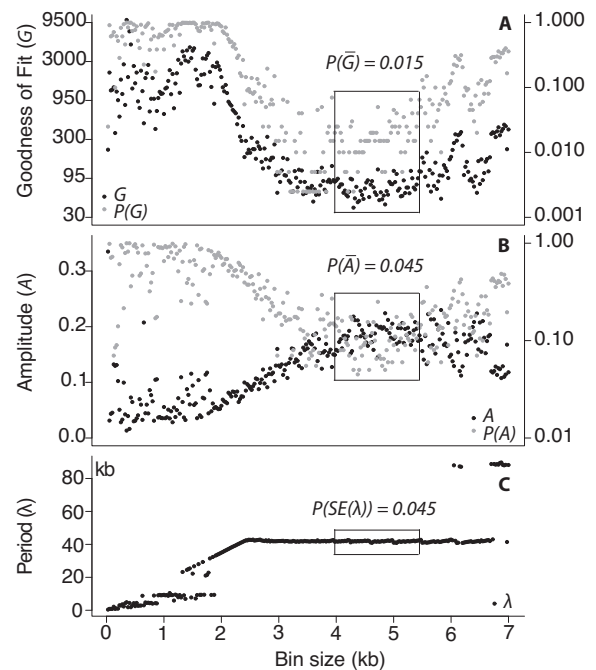 9500
3000
950
300
95
30
Goodness of Fit (G)
A
P(G̅) = 0.015
G
P(G)
1.000
0.100
0.010
0.001
0.3
0.2
0.1
0.0
Amplitude (A)
B
P(A̅) = 0.045
A
P(A)
1.00
0.10
0.01
80
60
40
20
0
Period (λ)
kb
C
P(SE(λ)) = 0.045
λ
0 1 2 3 4 5 6 7
Bin size (kb)